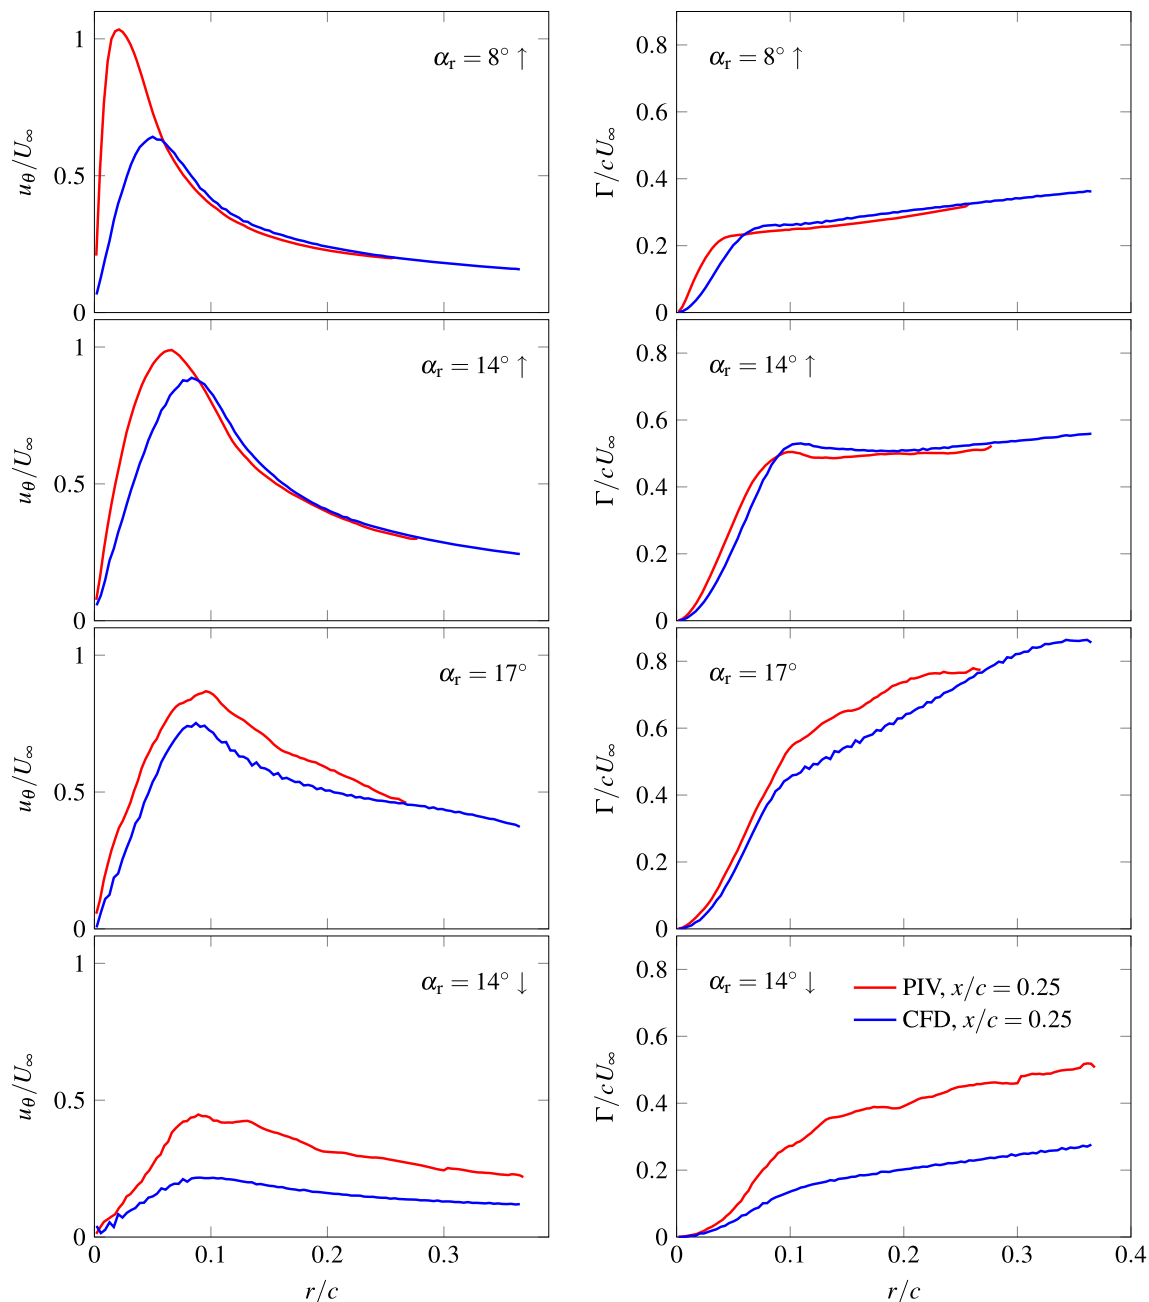 1
0.5
0
u_θ/U_∞
α_r = 8° ↑
0.8
0.6
0.4
0.2
0
Γ/cU_∞
α_r = 8° ↑
1
0.5
0
u_θ/U_∞
α_r = 14° ↑
0.8
0.6
0.4
0.2
0
Γ/cU_∞
α_r = 14° ↑
1
0.5
0
u_θ/U_∞
α_r = 17°
0.8
0.6
0.4
0.2
0
Γ/cU_∞
α_r = 17°
1
0.5
0
u_θ/U_∞
α_r = 14° ↓
0 0.1 0.2 0.3
r/c
0.8
0.6
0.4
0.2
0
Γ/cU_∞
α_r = 14° ↓
PIV, x/c = 0.25
CFD, x/c = 0.25
0 0.1 0.2 0.3 0.4
r/c